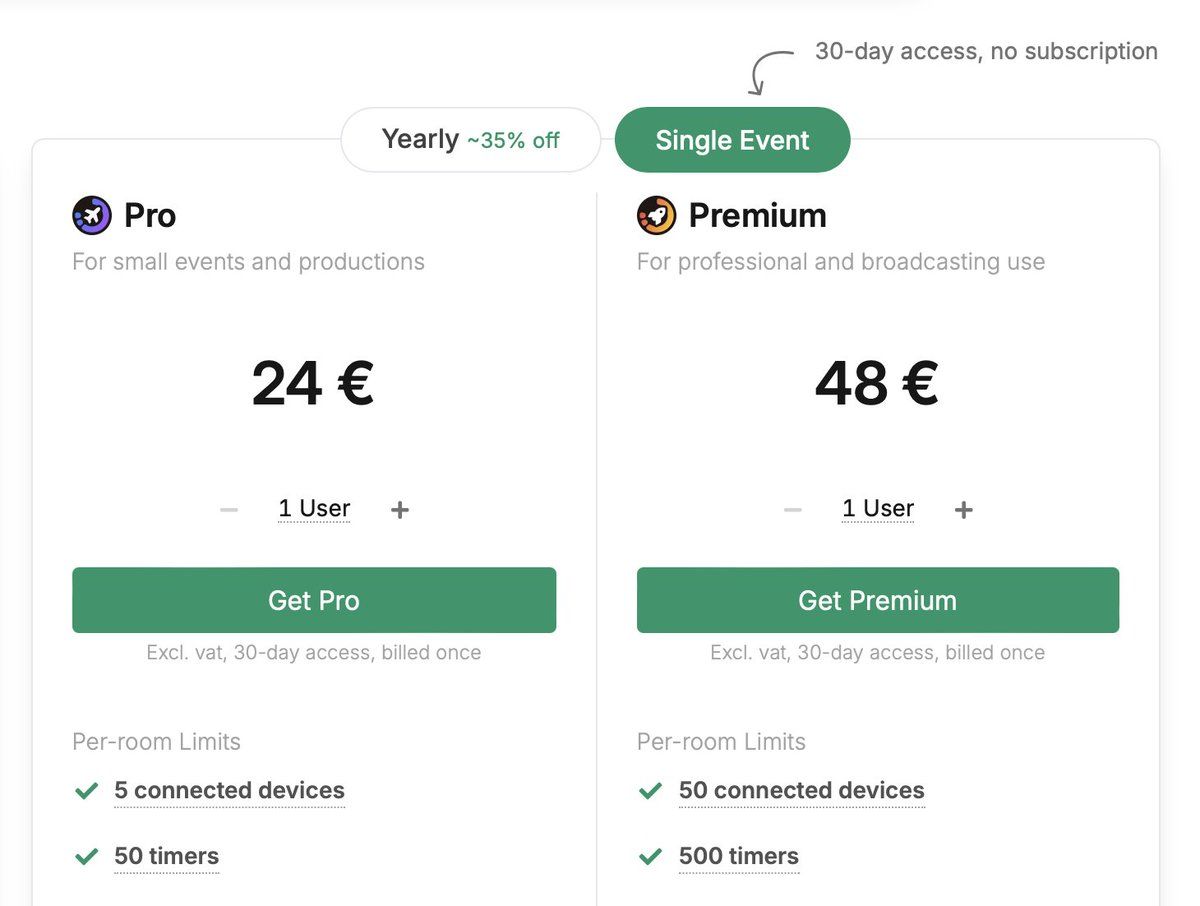 30-day access, no subscription
Yearly ~35% off
Single Event
Pro
For small events and productions
24 €
1 User
Get Pro
Excl. vat, 30-day access, billed once
Per-room Limits
5 connected devices
50 timers
Premium
For professional and broadcasting use
48 €
1 User
Get Premium
Excl. vat, 30-day access, billed once
Per-room Limits
50 connected devices
500 timers